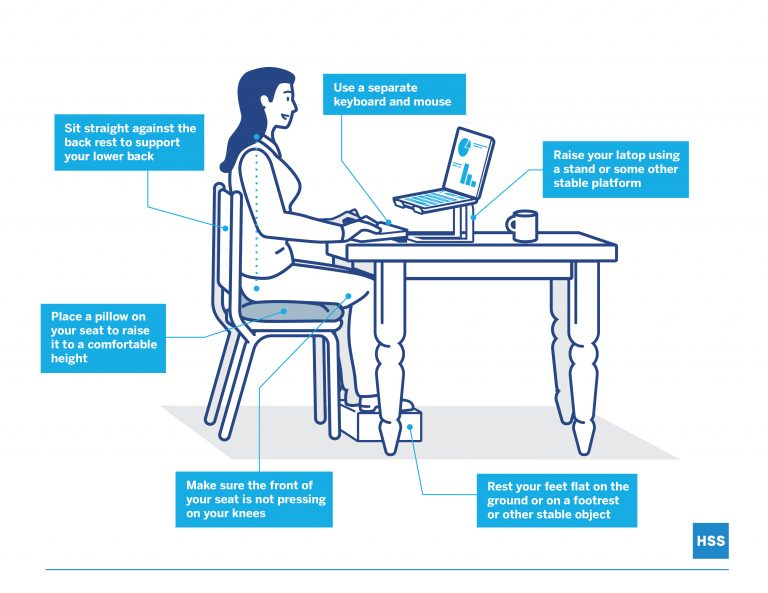 Use a separate
keyboard and mouse
Sit straight against the
back rest to support
your lower back
Raise your latop using
a stand or some other
stable platform
Place a pillow on
your seat to raise
it to a comfortable
height
Make sure the front of
your seat is not pressing
on your knees
Rest your feet flat on the
ground or on a footrest
or other stable object
HSS